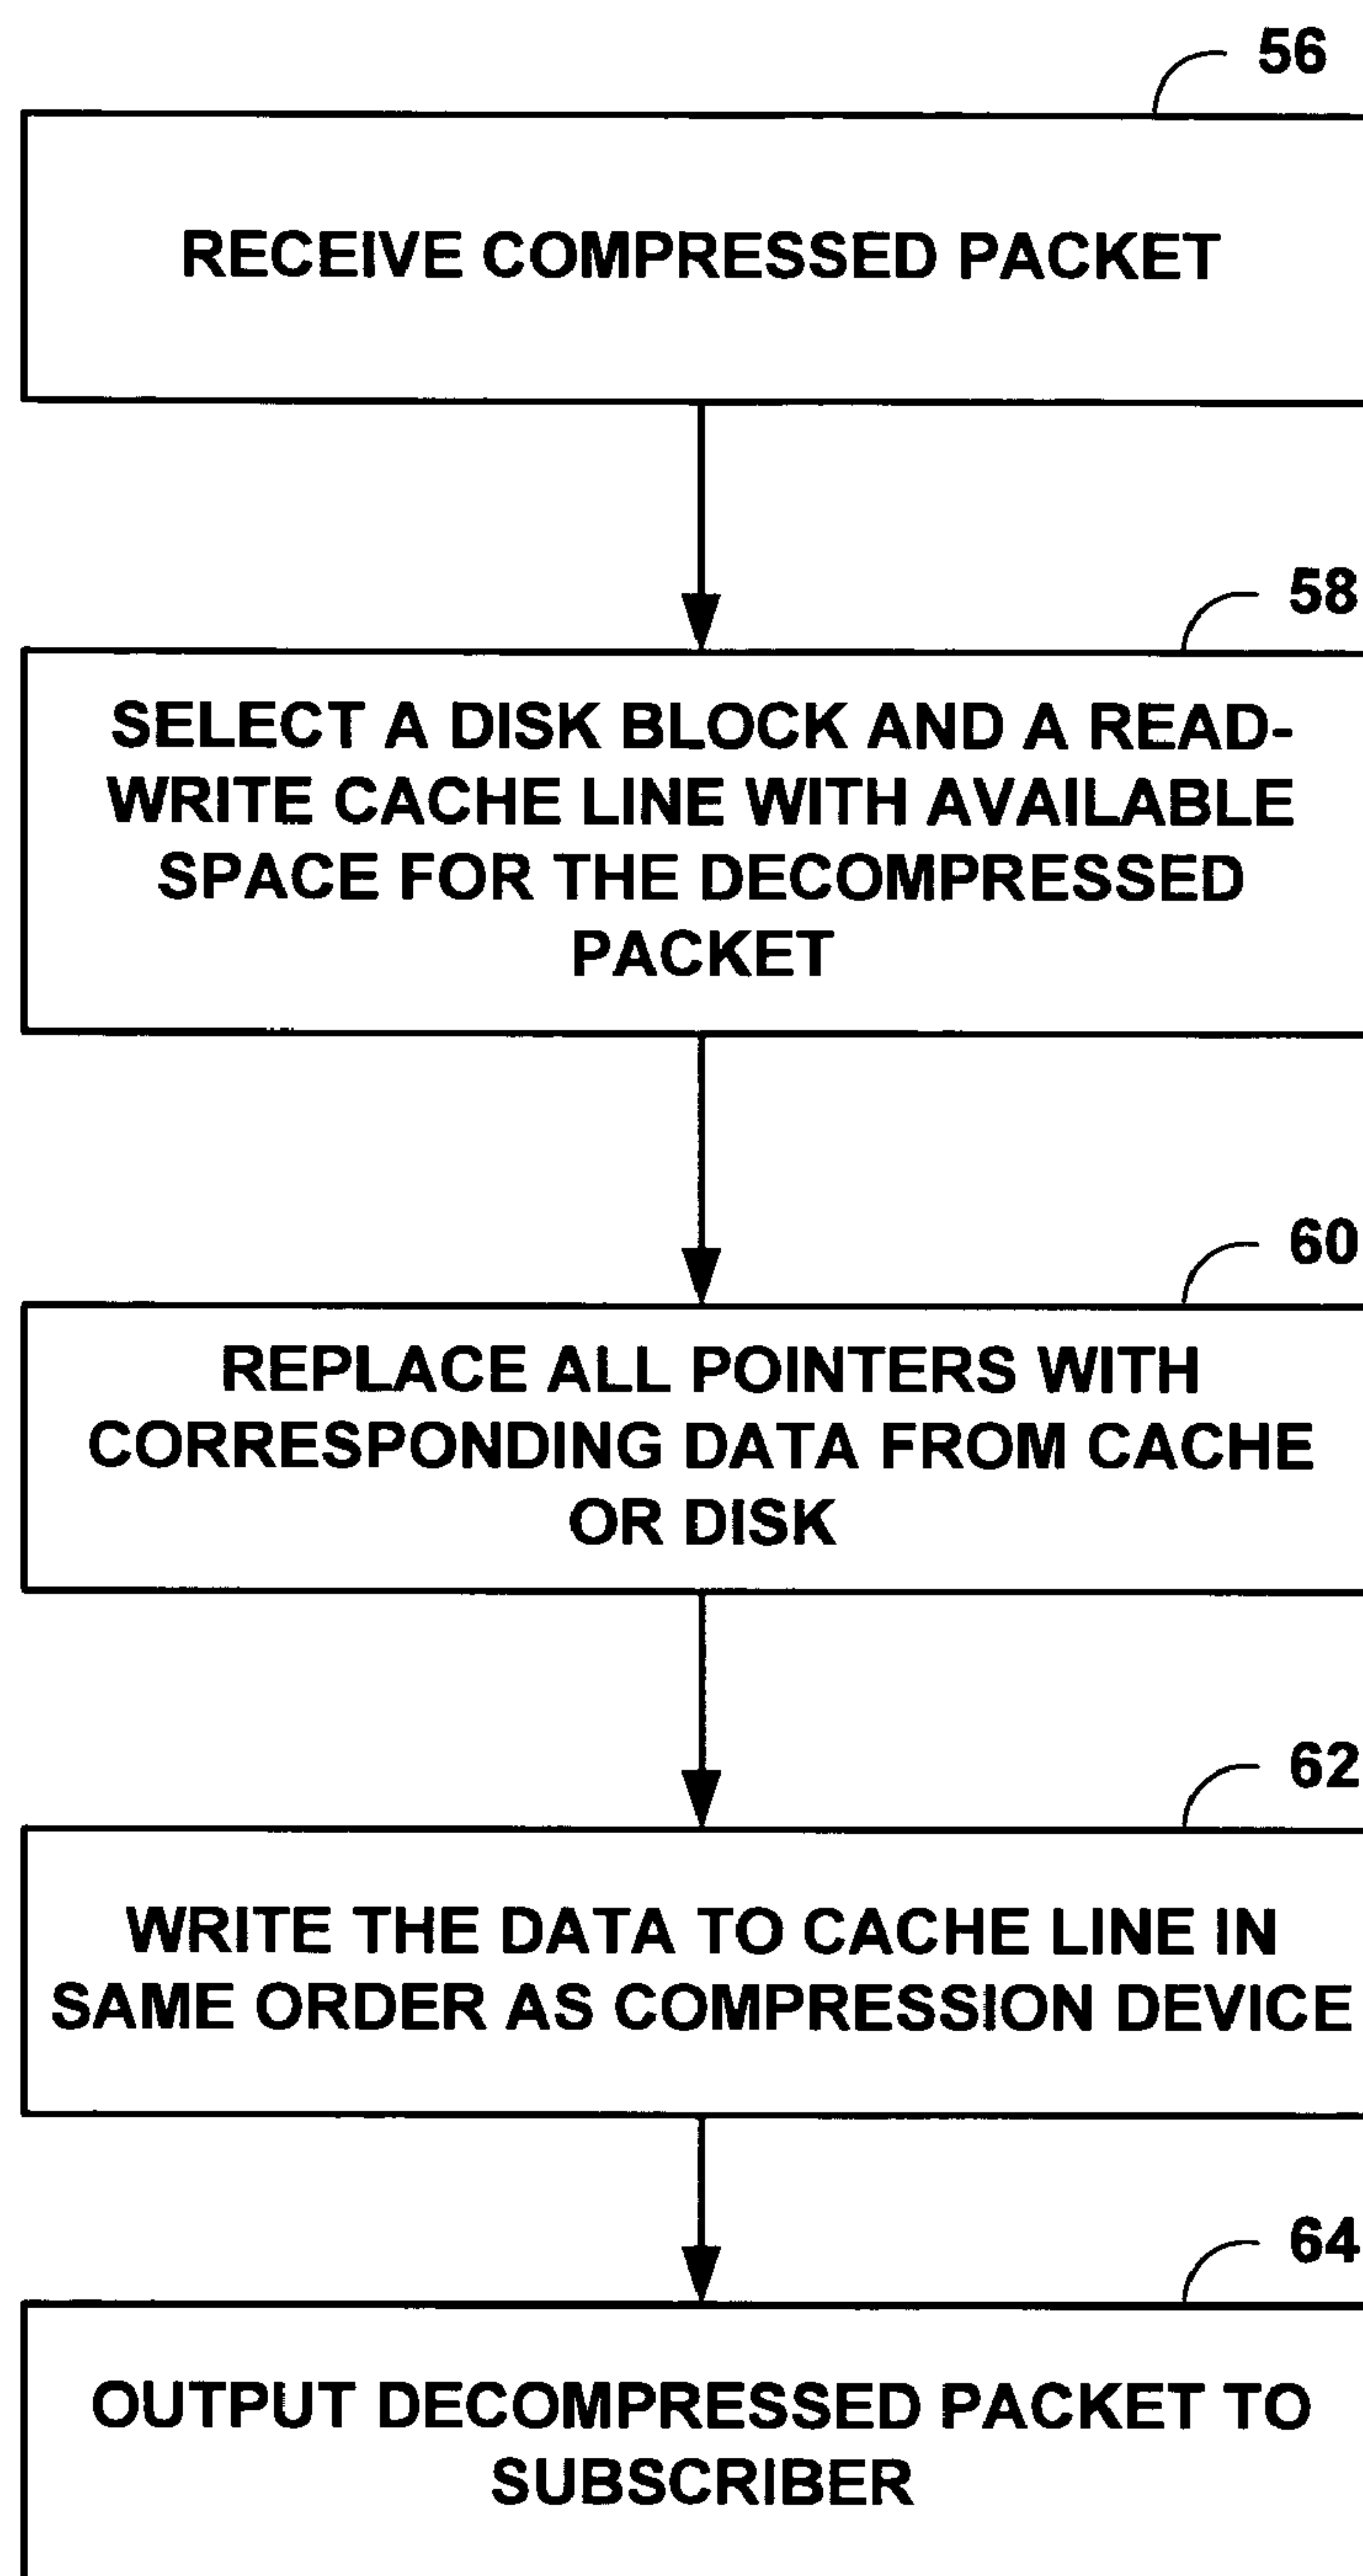 56
RECEIVE COMPRESSED PACKET
58
SELECT A DISK BLOCK AND A READ-
WRITE CACHE LINE WITH AVAILABLE
SPACE FOR THE DECOMPRESSED
PACKET
60
REPLACE ALL POINTERS WITH
CORRESPONDING DATA FROM CACHE
OR DISK
62
WRITE THE DATA TO CACHE LINE IN
SAME ORDER AS COMPRESSION DEVICE
64
OUTPUT DECOMPRESSED PACKET TO
SUBSCRIBER